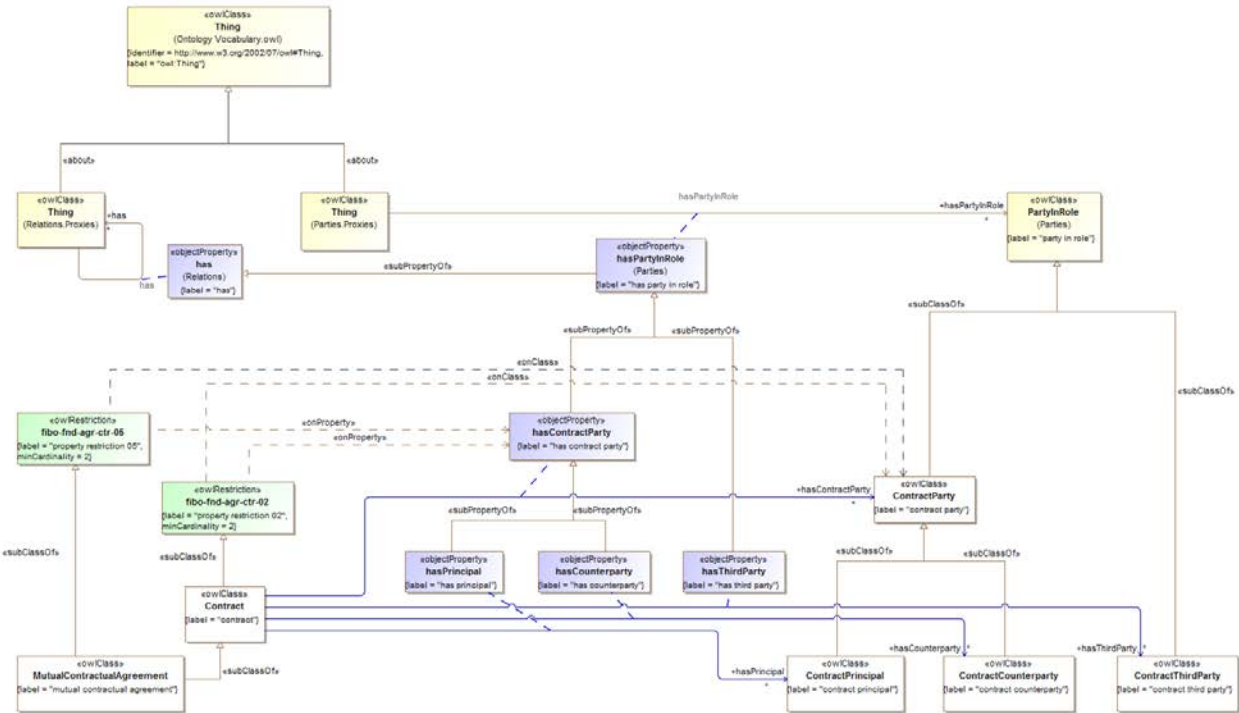 «owlClass»
Thing
(Ontology Vocabulary.owl)
{identifier = http://www.w3.org/2002/07/owl#Thing,
label = "owl:Thing"}
«about»
«about»
«owlClass»
Thing
(Relations.Proxies)
+has
*
has
«objectProperty»
has
(Relations)
{label = "has"}
«owlClass»
Thing
(Parties.Proxies)
hasPartyInRole
+hasPartyInRole
*
«owlClass»
PartyInRole
(Parties)
{label = "party in role"}
«subPropertyOf»
«objectProperty»
hasPartyInRole
(Parties)
{label = "has party in role"}
«subPropertyOf»
«subPropertyOf»
«subClassOf»
«subClassOf»
«onClass»
«onClass»
«owlRestriction»
fibo-fnd-agr-ctr-05
{label = "property restriction 05",
minCardinality = 2}
«onProperty»
«onProperty»
«objectProperty»
hasContractParty
{label = "has contract party"}
«owlRestriction»
fibo-fnd-agr-ctr-02
{label = "property restriction 02",
minCardinality = 2}
+hasContractParty
*
«owlClass»
ContractParty
{label = "contract party"}
«subPropertyOf»
«subPropertyOf»
«subClassOf»
«subClassOf»
«subClassOf»
«subClassOf»
«objectProperty»
hasPrincipal
{label = "has principal"}
«objectProperty»
hasCounterparty
{label = "has counterparty"}
«objectProperty»
hasThirdParty
{label = "has third party"}
«owlClass»
Contract
{label = "contract"}
«subClassOf»
«owlClass»
MutualContractualAgreement
{label = "mutual contractual agreement"}
+hasPrincipal
*
«owlClass»
ContractPrincipal
{label = "contract principal"}
+hasCounterparty
*
«owlClass»
ContractCounterparty
{label = "contract counterparty"}
+hasThirdParty
*
«owlClass»
ContractThirdParty
{label = "contract third party"}